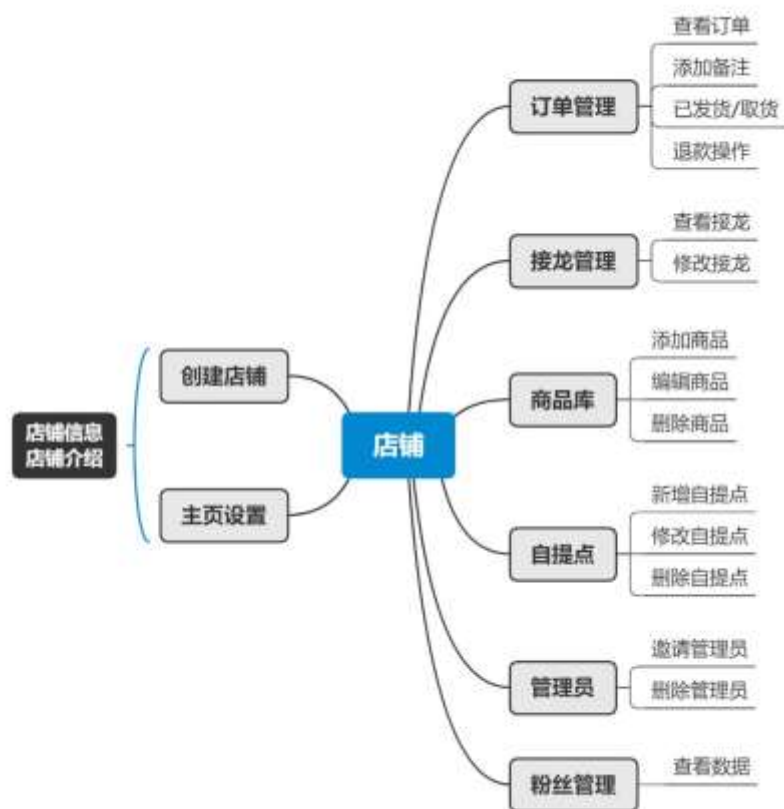 店铺信息
店铺介绍
创建店铺
主页设置
店铺
订单管理
查看订单
添加备注
已发货/取货
退款操作
接龙管理
查看接龙
修改接龙
商品库
添加商品
编辑商品
删除商品
自提点
新增自提点
修改自提点
删除自提点
管理员
邀请管理员
删除管理员
粉丝管理
查看数据